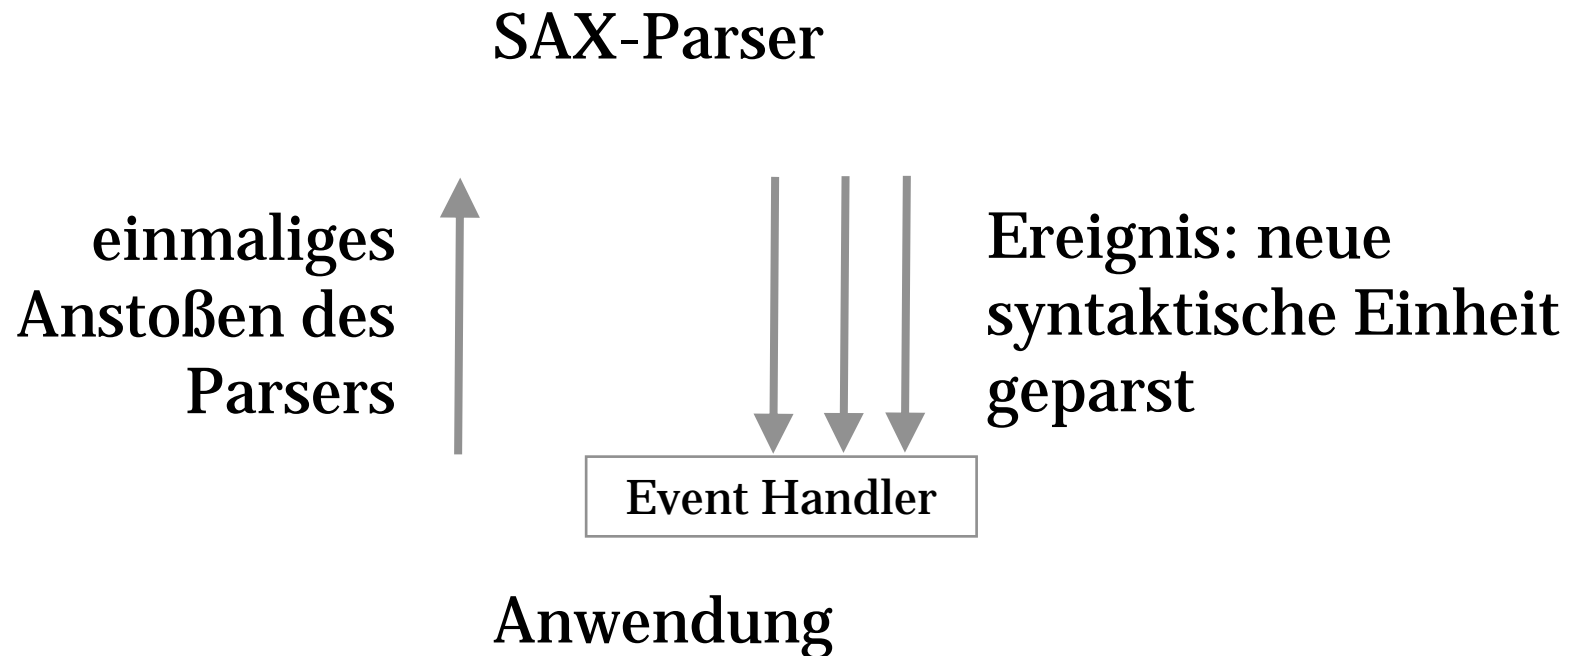 SAX-Parser
einmaliges
Anstoßen des
Parsers
Ereignis: neue
syntaktische Einheit
geparst
Event Handler
Anwendung